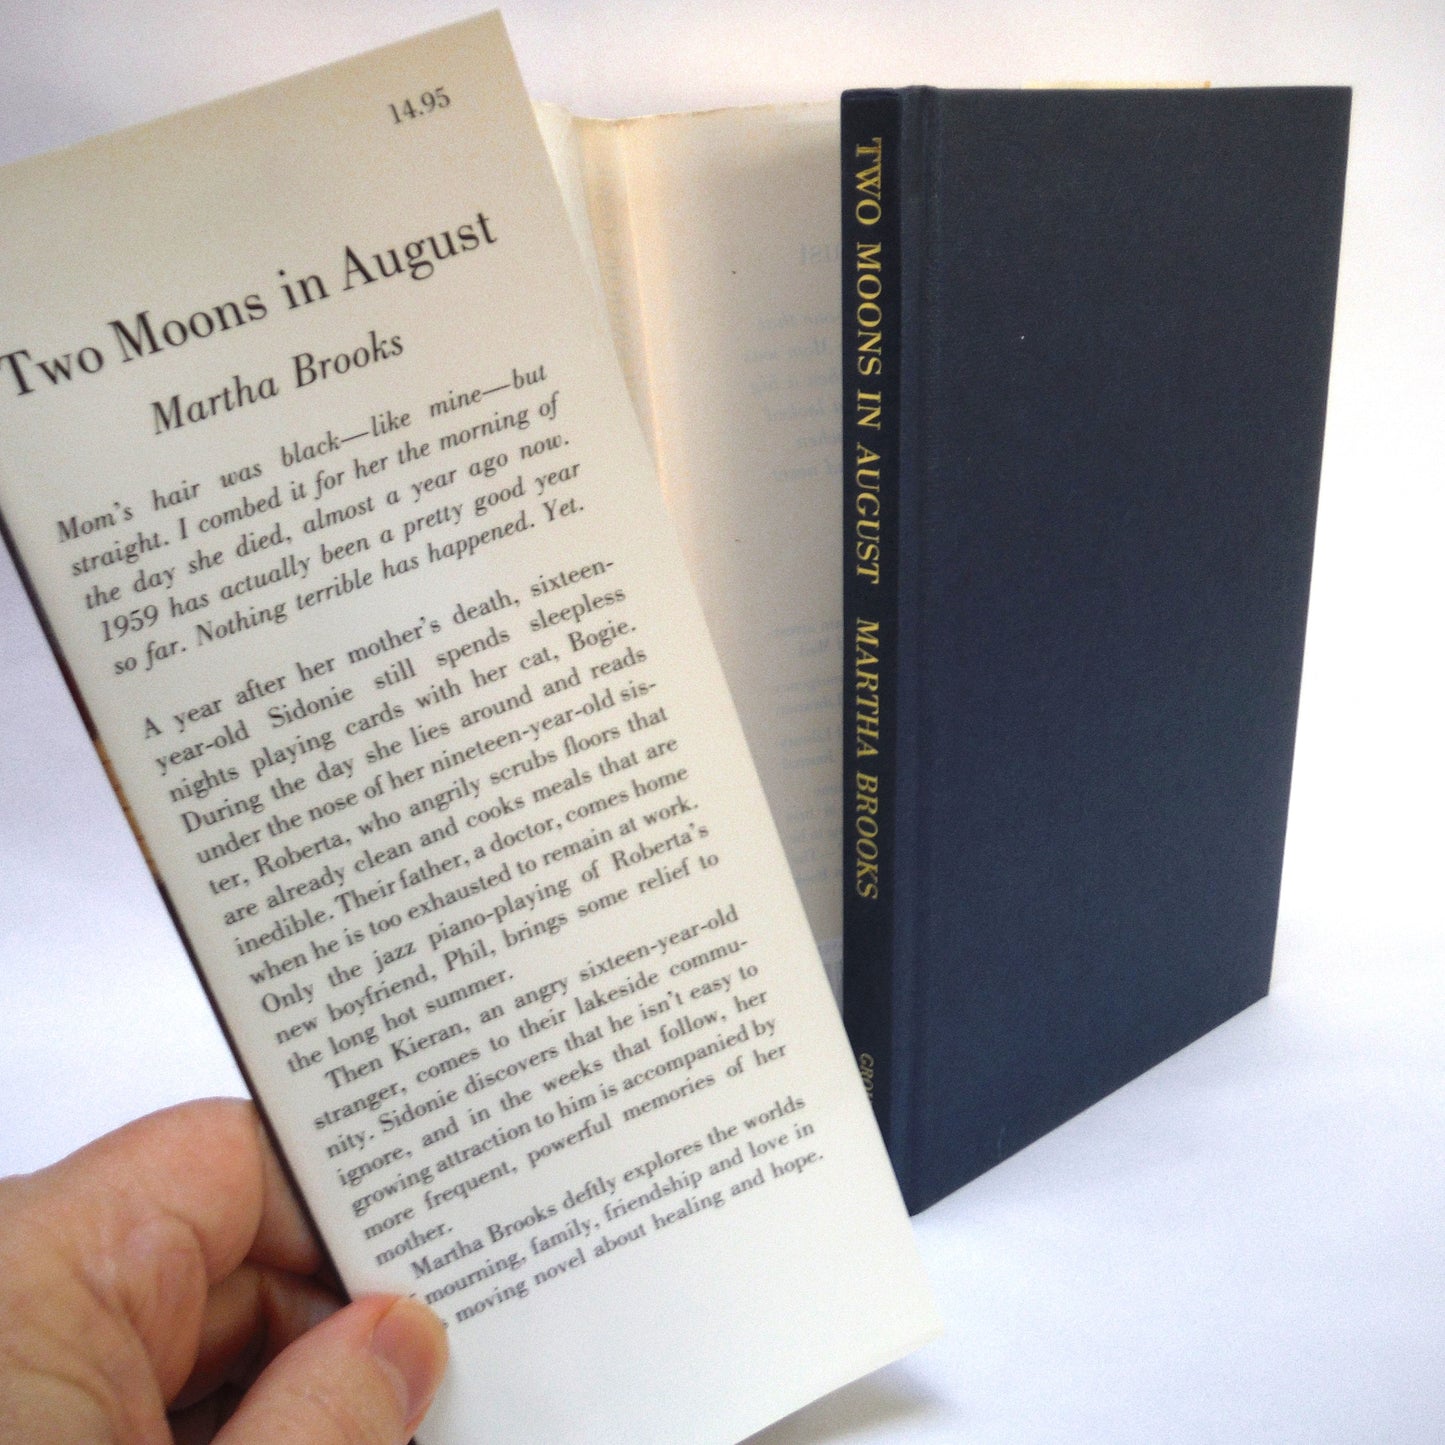 14.95
Two Moons in August
Martha Brooks
Mom's hair was black—like mine—but
straight. I combed it for her the morning of
the day she died, almost a year ago now.
1959 has actually been a pretty good year
so far. Nothing terrible has happened. Yet.
A year after her mother's death, sixteen-
year-old Sidonie still spends sleepless
nights playing cards with her cat, Bogie.
During the day she lies around and reads
under the nose of her nineteen-year-old sis-
ter, Roberta, who angrily scrubs floors that
are already clean and cooks meals that are
inedible. Their father, a doctor, comes home
when he is too exhausted to remain at work.
Only the jazz piano-playing of Roberta's
new boyfriend, Phil, brings some relief to
the long hot summer.
Then Kieran, an angry sixteen-year-old
stranger, comes to their lakeside commu-
nity. Sidonie discovers that he isn't easy to
ignore, and in the weeks that follow, her
growing attraction to him is accompanied by
more frequent, powerful memories of her
mother.
Martha Brooks deftly explores the worlds
mourning, family, friendship and love in
moving novel about healing and hope.
TWO MOONS IN AUGUST MARTHA BROOKS